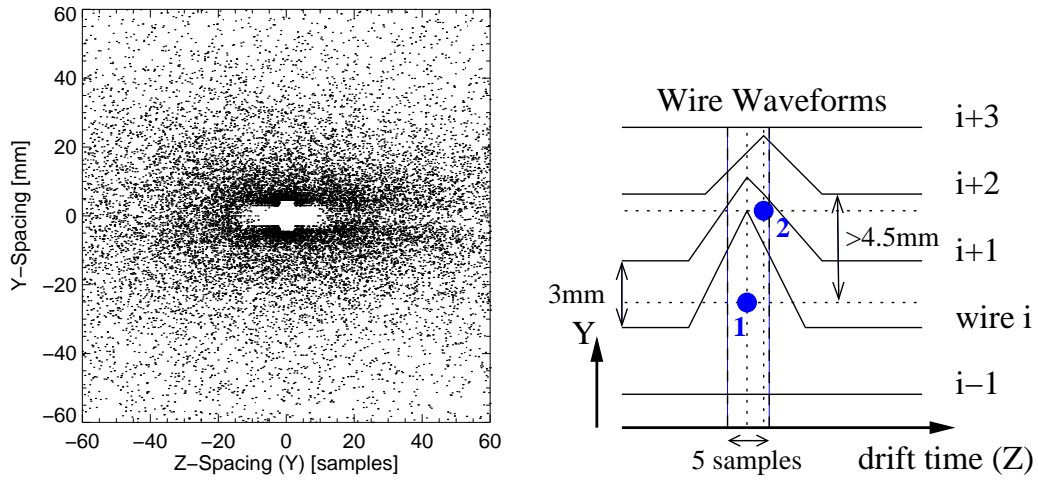 60
40
20
0
−20
−40
−60
−60 −40 −20 0 20 40 60
Y−Spacing [mm]
Z−Spacing (Y) [samples]
Wire Waveforms
i+3
i+2
i+1
wire i
i−1
>4.5mm
3mm
2
1
Y
5 samples
drift time (Z)